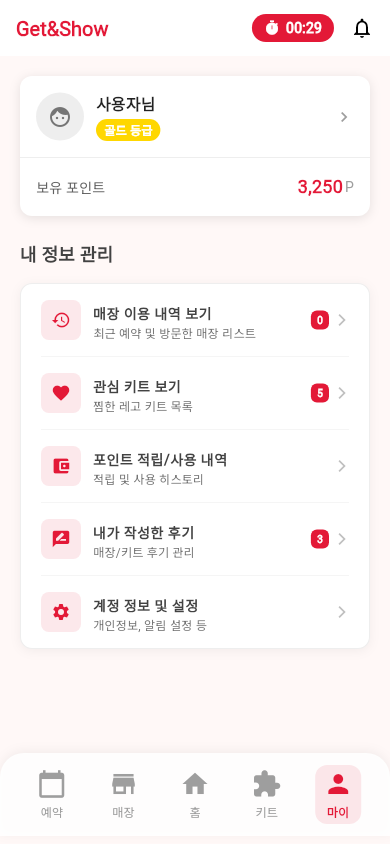 Get&Show
00:29
사용자님
골드 등급
보유 포인트
3,250 P
내 정보 관리
매장 이용 내역 보기
최근 예약 및 방문한 매장 리스트
0
관심 키트 보기
찜한 레고 키트 목록
5
포인트 적립/사용 내역
적립 및 사용 히스토리
내가 작성한 후기
매장/키트 후기 관리
3
계정 정보 및 설정
개인정보, 알림 설정 등
예약
매장
홈
키트
마이